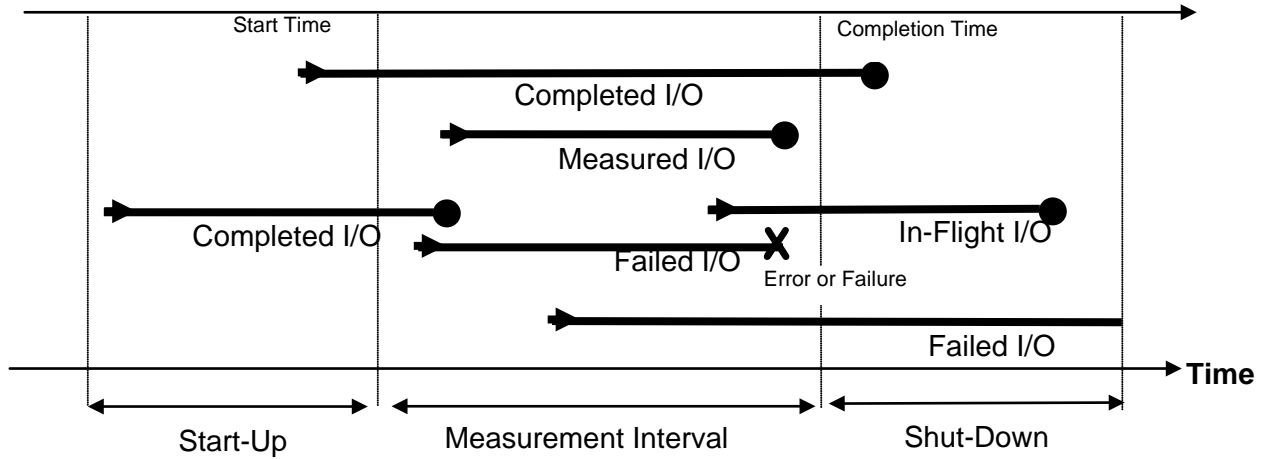 Start Time
Completion Time
Completed I/O
Measured I/O
Completed I/O
In-Flight I/O
Failed I/O
Error or Failure
Failed I/O
Time
Start-Up
Measurement Interval
Shut-Down